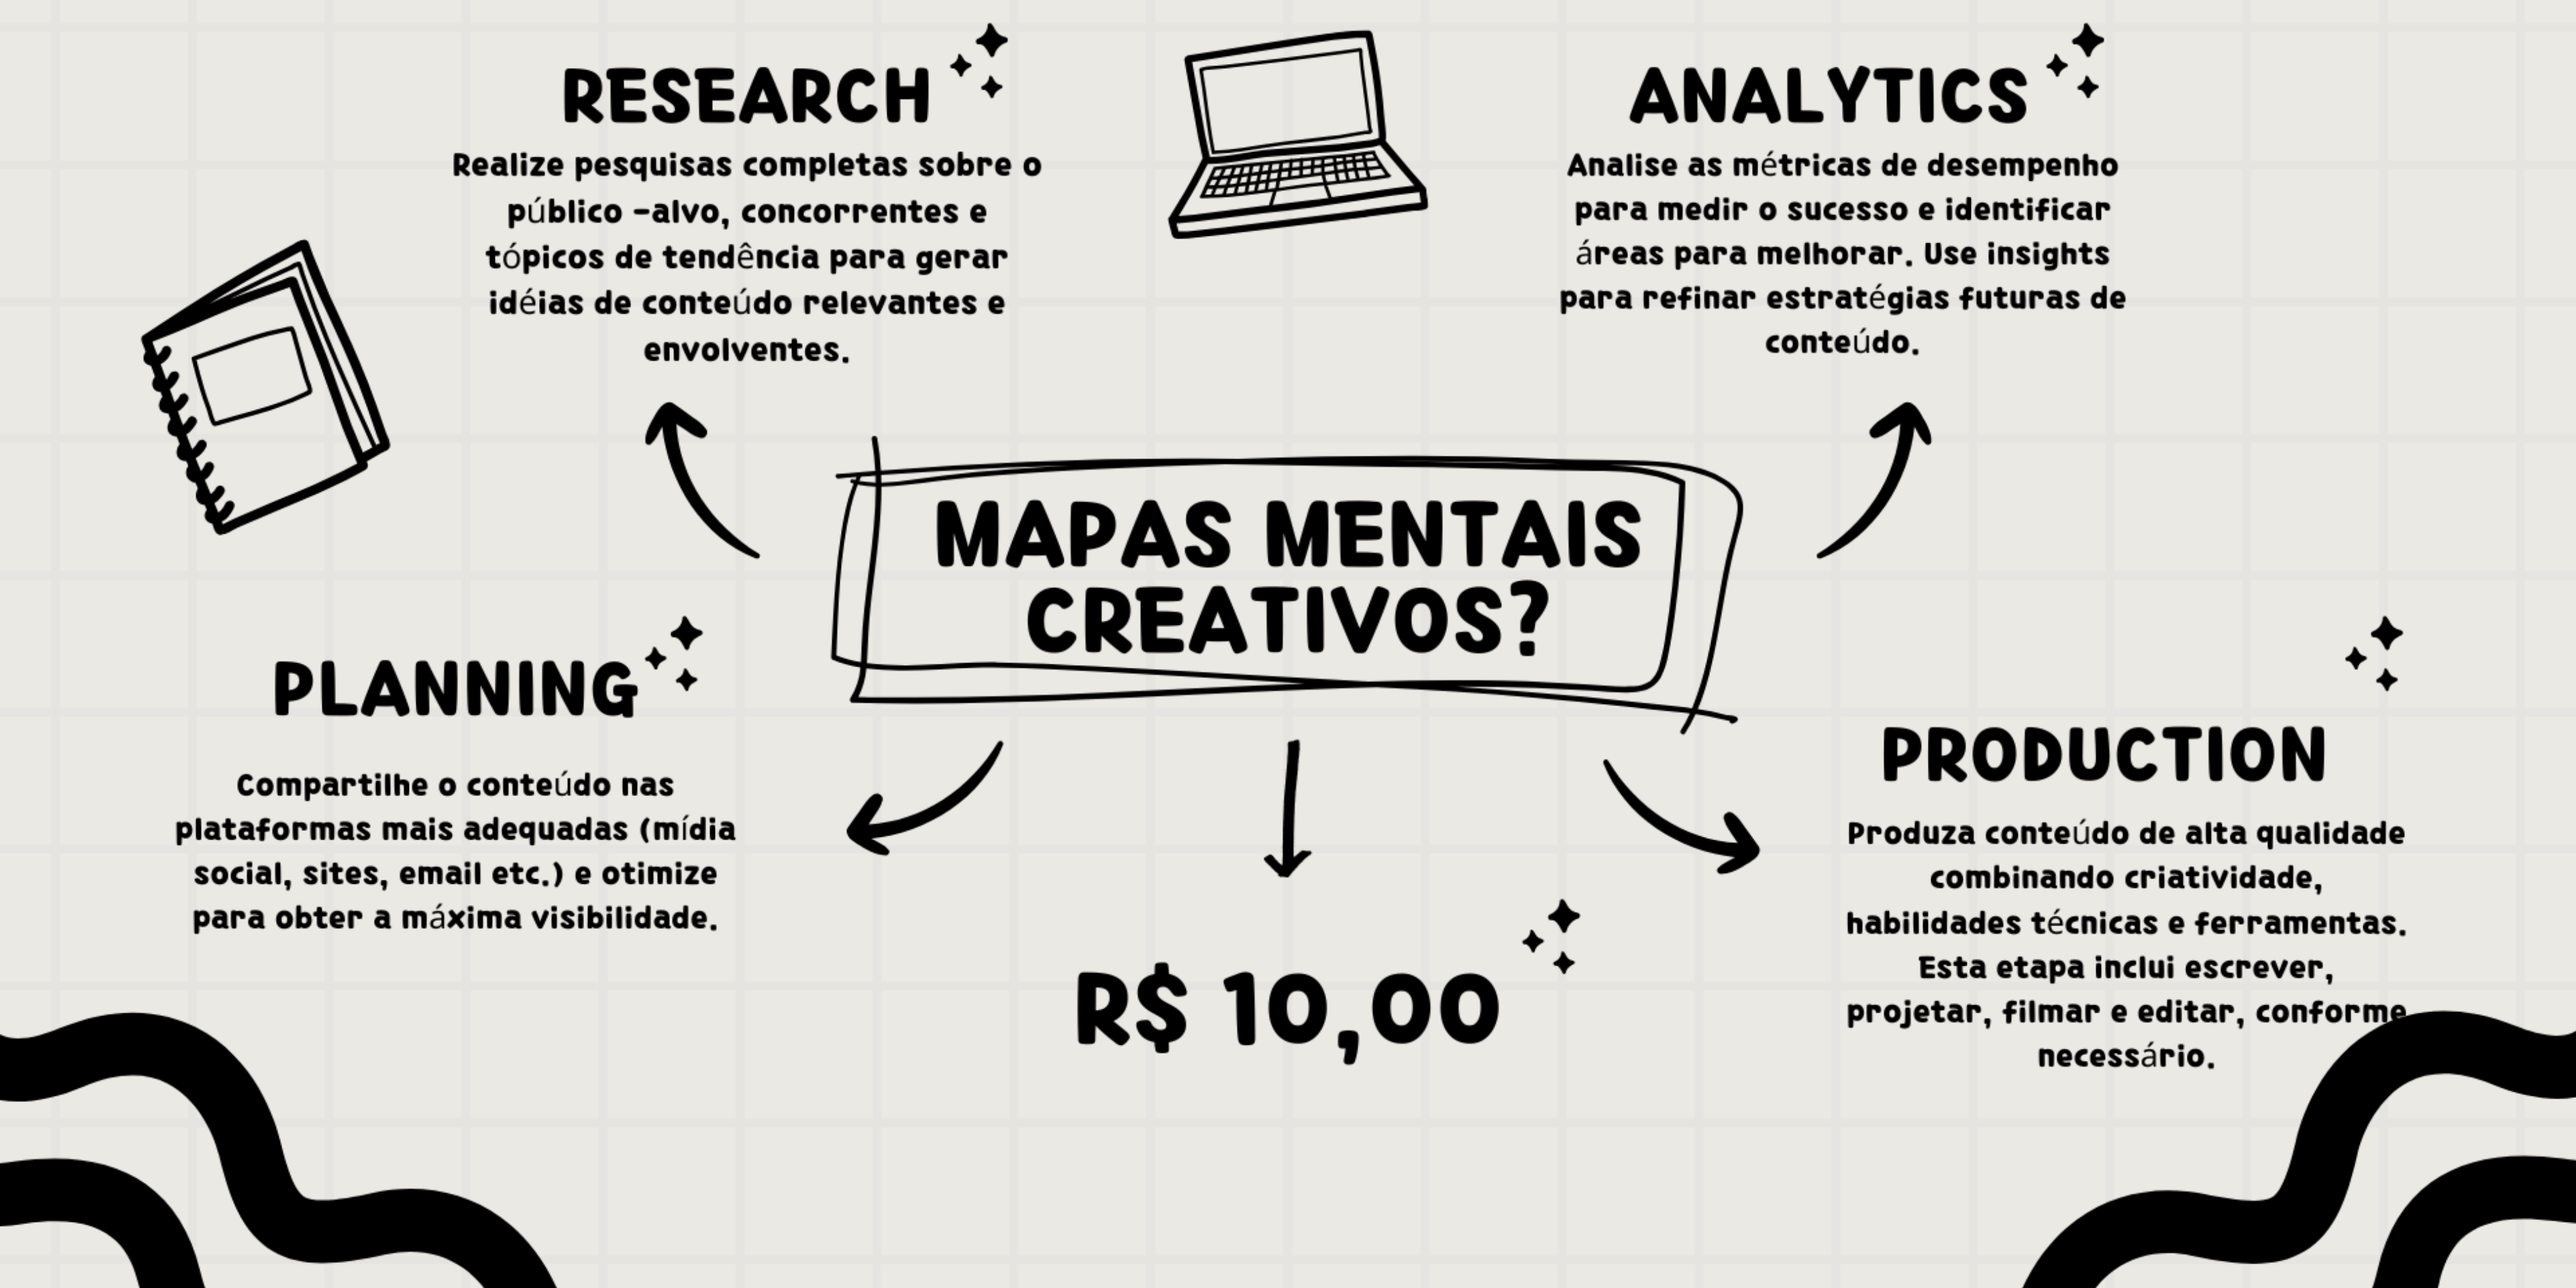 RESEARCH
Realize pesquisas completas sobre o
público -alvo, concorrentes e
tópicos de tendência para gerar
idéias de conteúdo relevantes e
envolventes.
ANALYTICS
Analise as métricas de desempenho
para medir o sucesso e identificar
áreas para melhorar. Use insights
para refinar estratégias futuras de
conteúdo.
MAPAS MENTAIS
CREATIVOS?
PLANNING
Compartilhe o conteúdo nas
plataformas mais adequadas (mídia
social, sites, email etc.) e otimize
para obter a máxima visibilidade.
R$ 10,00
PRODUCTION
Produza conteúdo de alta qualidade
combinando criatividade,
habilidades técnicas e ferramentas.
Esta etapa inclui escrever,
projetar, filmar e editar, conforme
necessário.